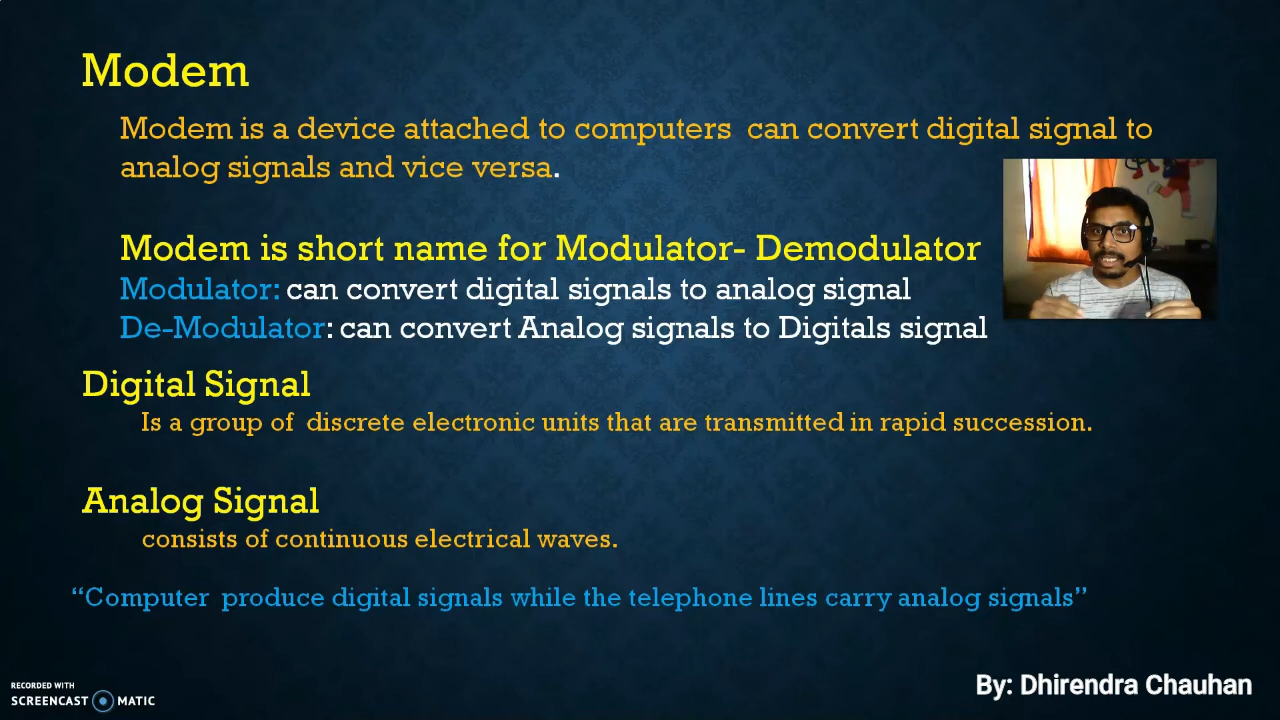 Modem
Modem is a device attached to computers can convert digital signal to
analog signals and vice versa.
Modem is short name for Modulator- Demodulator
Modulator: can convert digital signals to analog signal
De-Modulator: can convert Analog signals to Digitals signal
Digital Signal
Is a group of discrete electronic units that are transmitted in rapid succession.
Analog Signal
consists of continuous electrical waves.
“Computer produce digital signals while the telephone lines carry analog signals”
By: Dhirendra Chauhan
RECORDED WITH
SCREENCAST MATIC